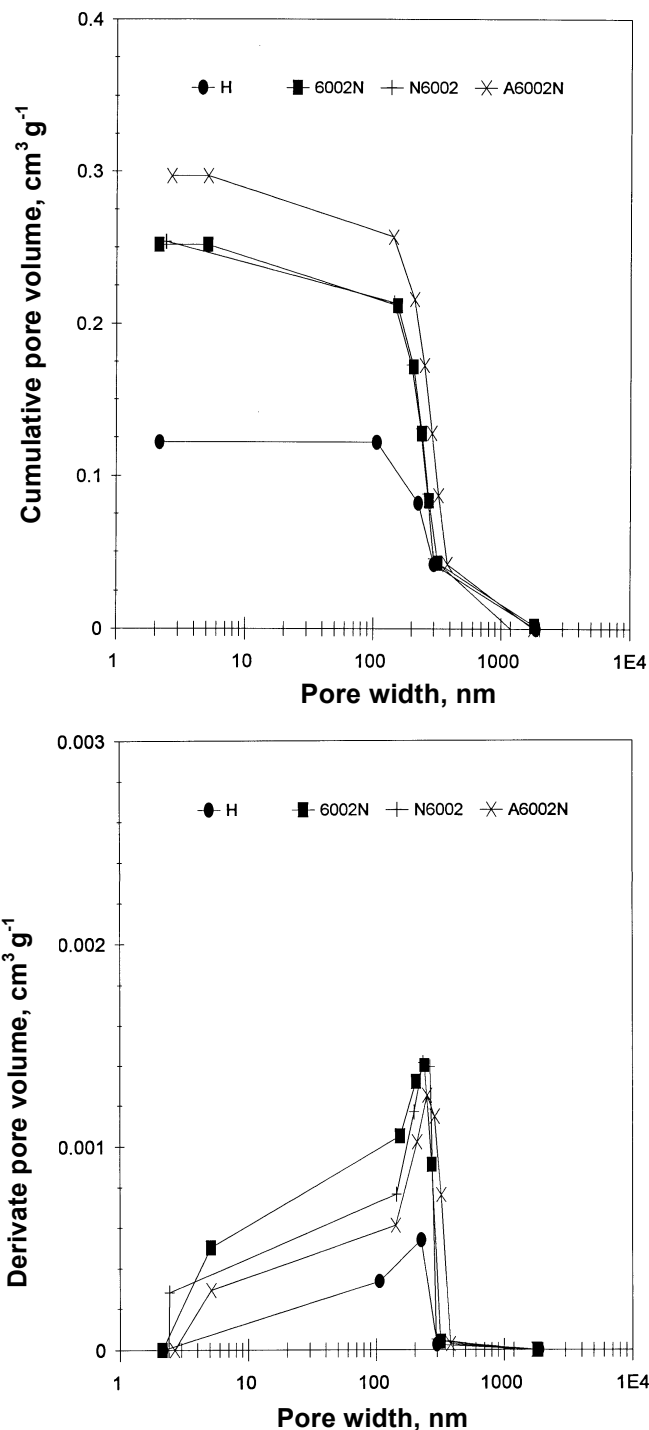 0.4
H 6002N N6002 A6002N
0.3
0.2
0.1
0
Cumulative pore volume, cm³ g⁻¹
1 10 100 1000 1E4
Pore width, nm
0.003
H 6002N N6002 A6002N
0.002
0.001
0
Derivate pore volume, cm³ g⁻¹
1 10 100 1000 1E4
Pore width, nm